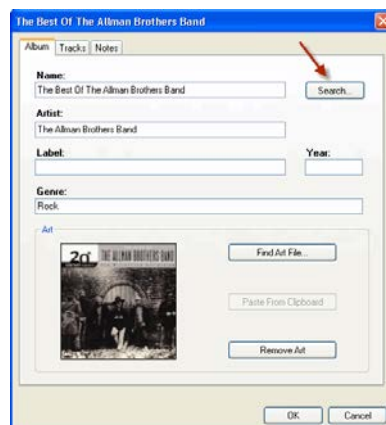 The Best Of The Allman Brothers Band
Album Tracks Notes
Name:
The Best Of The Allman Brothers Band Search...
Artist:
The Allman Brothers Band
Label: Year:
Genre:
Rock
Art
20 THE ALLMAN BROTHERS BAND
Find Art File...
Paste From Clipboard
Remove Art
OK Cancel